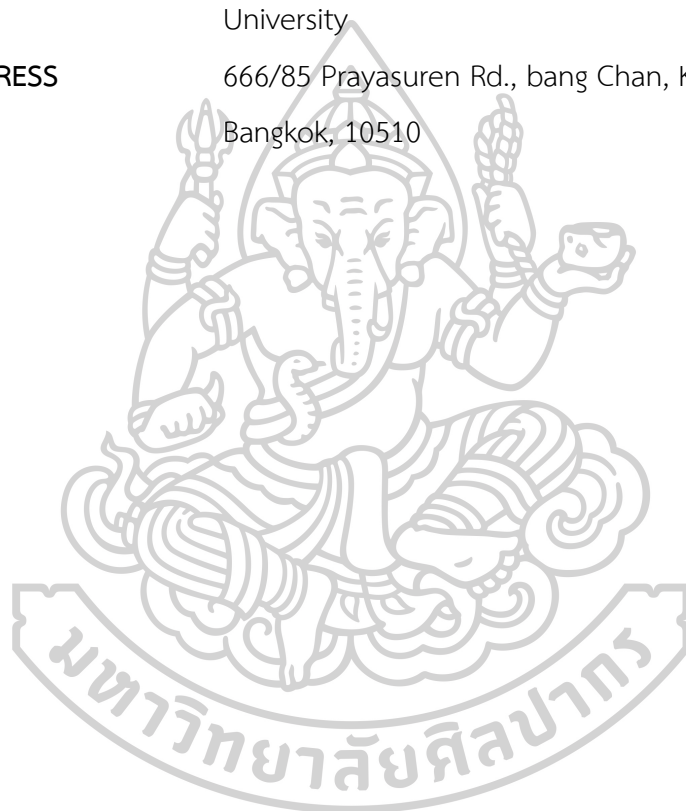 University
RESS 666/85 Prayasuren Rd., bang Chan, K
Bangkok, 10510
มหาวิทยาลัยศิลปากร